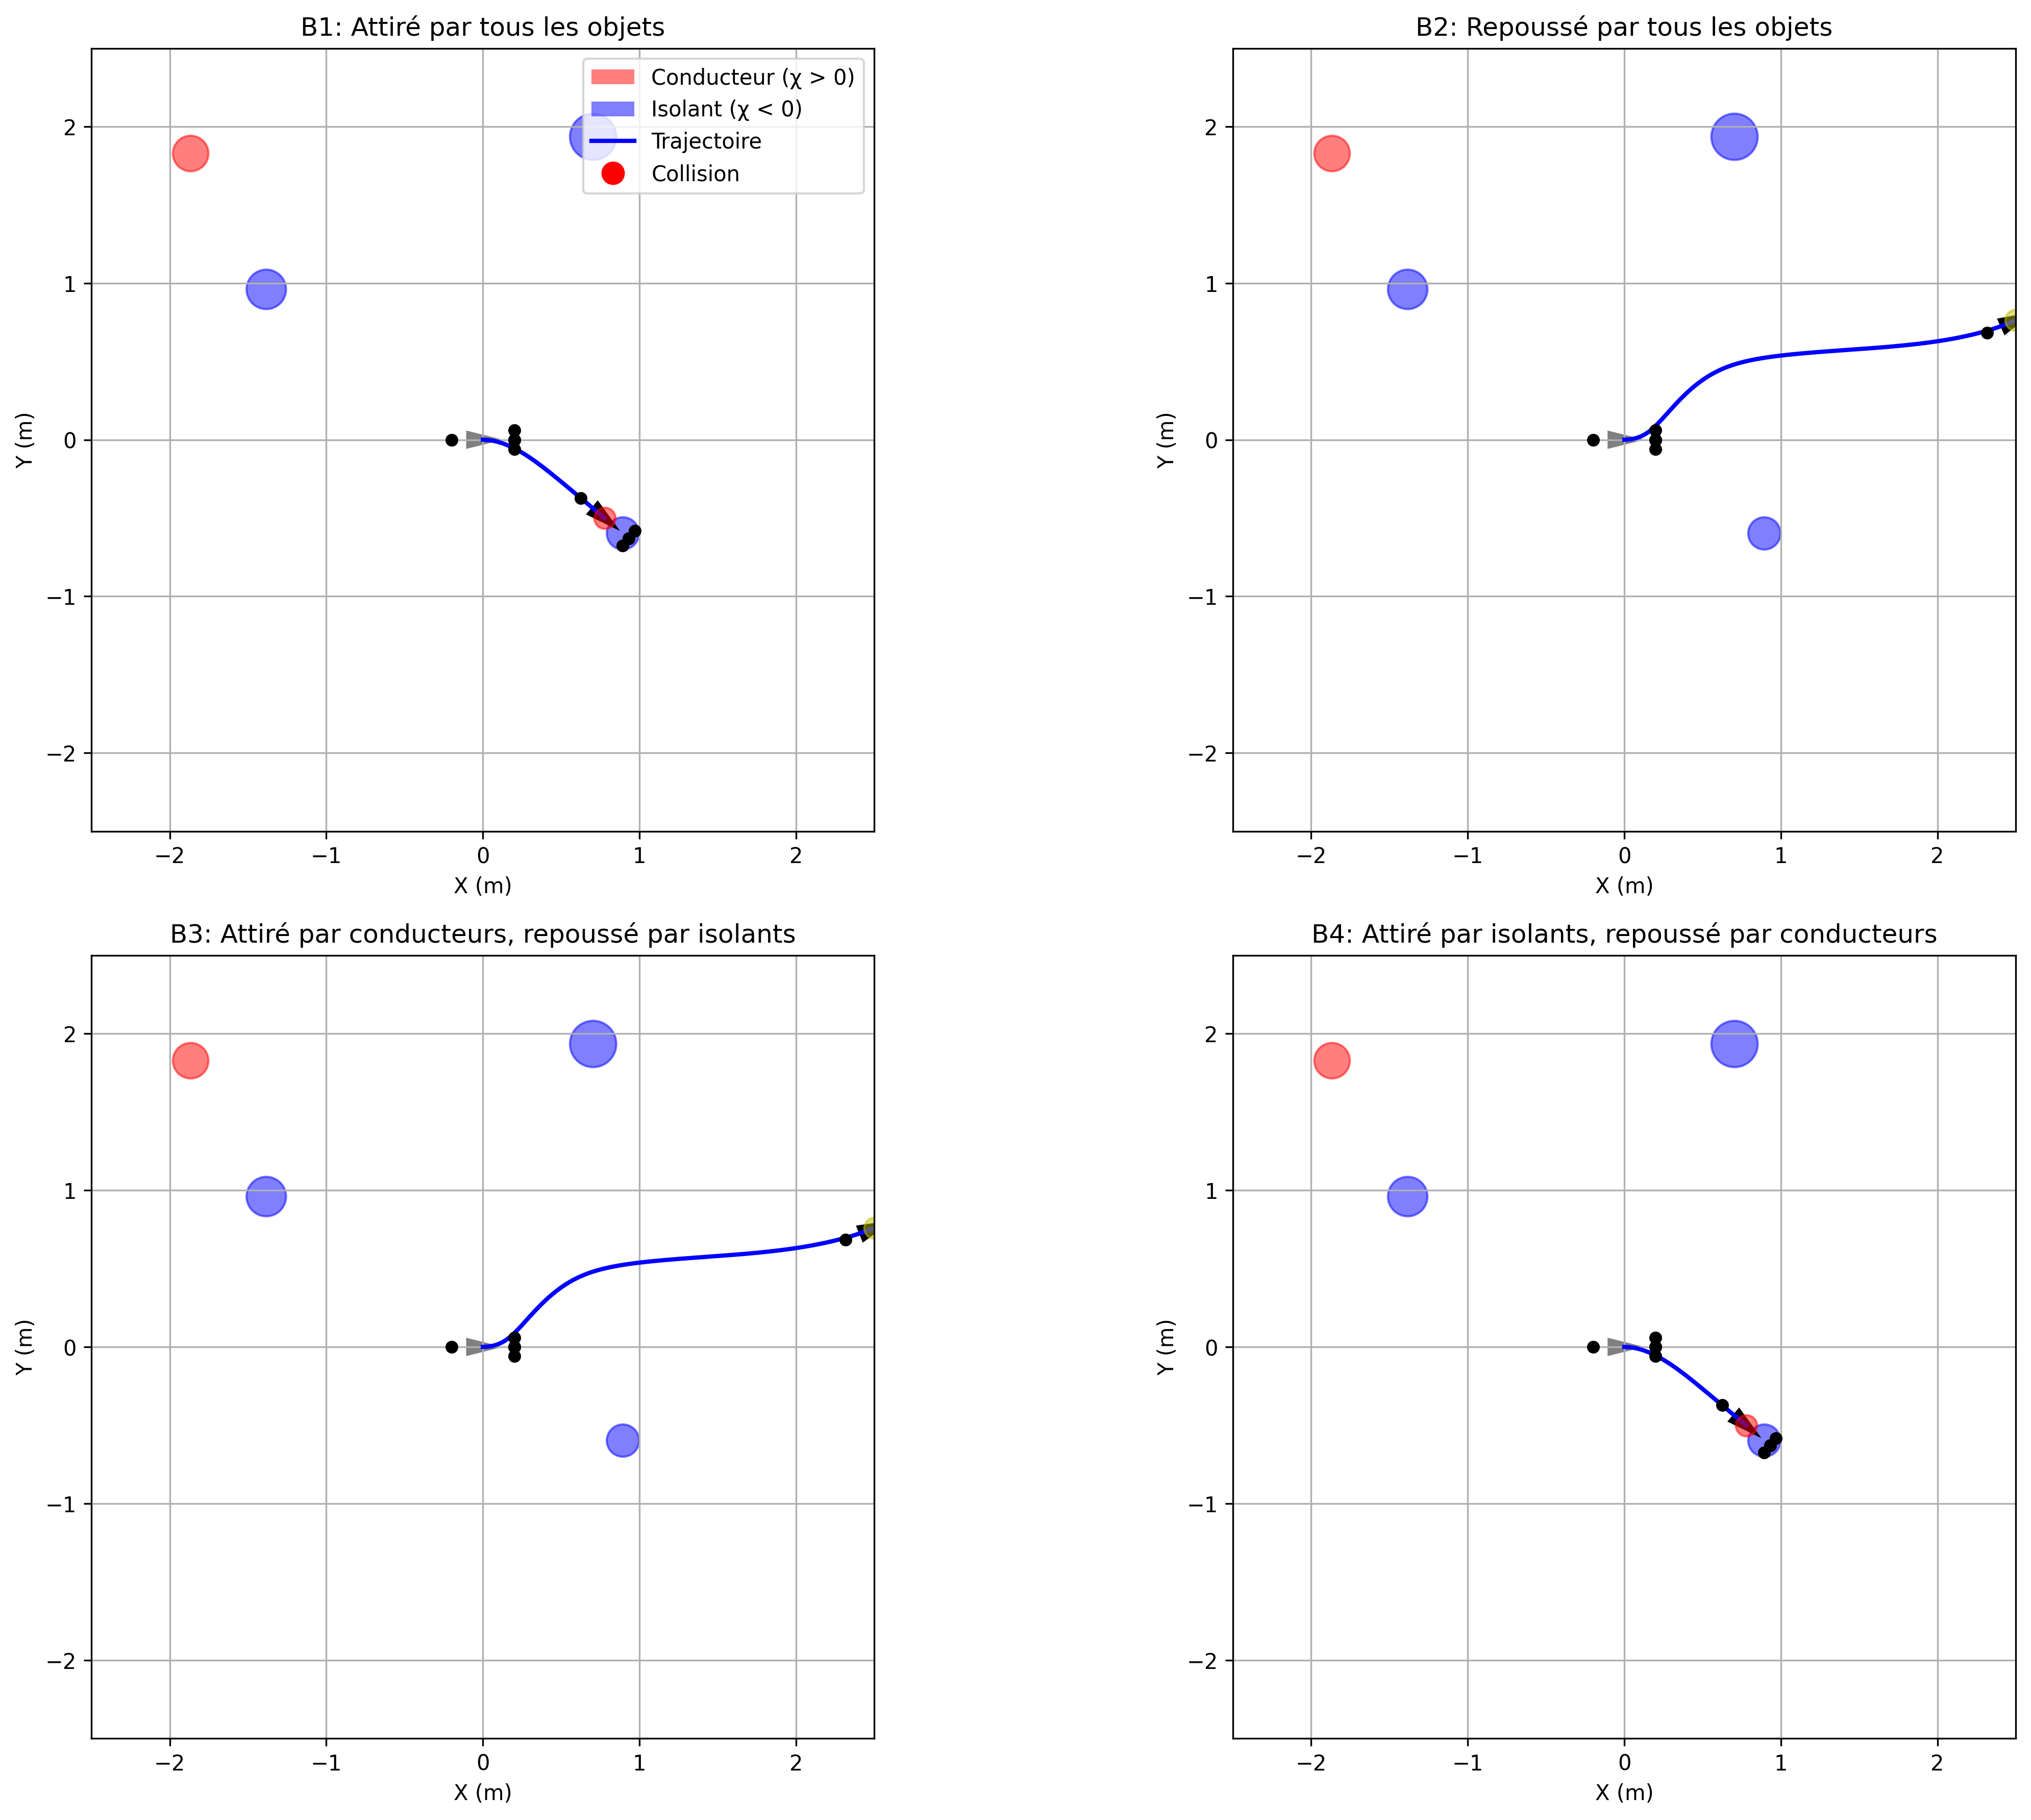 B1: Attiré par tous les objets
Conducteur (χ > 0)
Isolant (χ < 0)
Trajectoire
Collision
2
1
0
−1
−2
Y (m)
−2
−1
0
1
2
X (m)
B2: Repoussé par tous les objets
2
1
0
−1
−2
Y (m)
−2
−1
0
1
2
X (m)
B3: Attiré par conducteurs, repoussé par isolants
2
1
0
−1
−2
Y (m)
−2
−1
0
1
2
X (m)
B4: Attiré par isolants, repoussé par conducteurs
2
1
0
−1
−2
Y (m)
−2
−1
0
1
2
X (m)